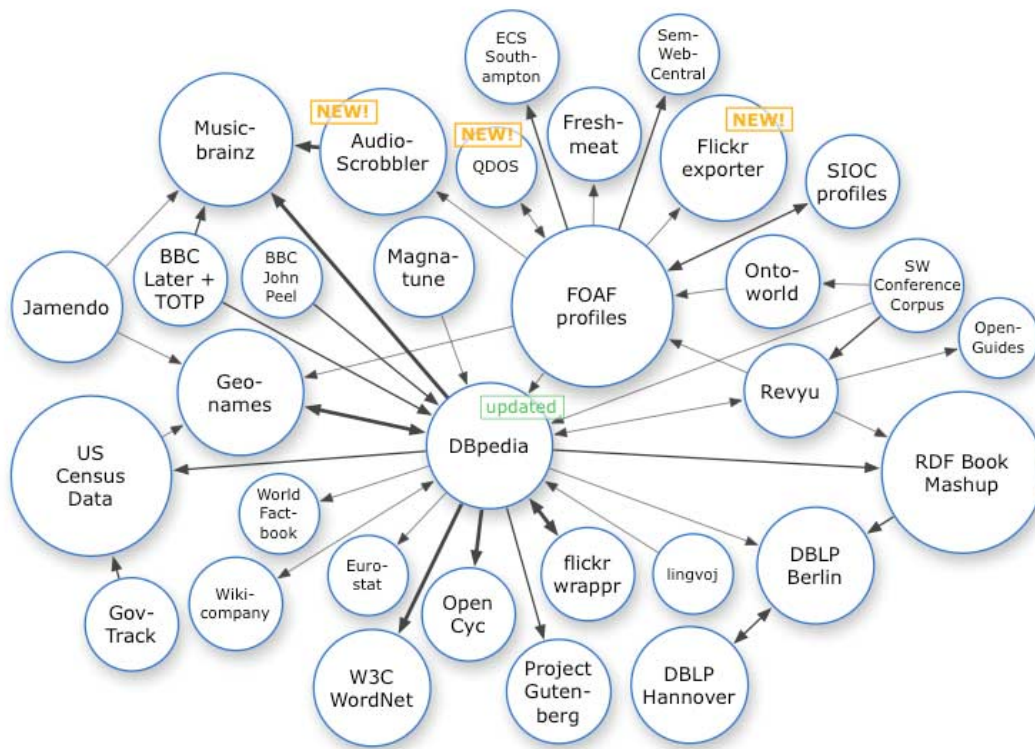 ECS
South-
ampton
Sem-
Web-
Central
NEW!
Music-
brainz
Audio-
Scrobbler
NEW!
QDOS
Fresh-
meat
NEW!
Flickr
exporter
SIOC
profiles
Jamendo
BBC
Later +
TOTP
BBC
John
Peel
Magna-
tune
FOAF
profiles
Onto-
world
SW
Conference
Corpus
Open-
Guides
Geo-
names
updated
DBpedia
Revyu
US
Census
Data
RDF Book
Mashup
World
Fact-
book
Euro-
stat
flickr
wrappr
lingvoj
DBLP
Berlin
Gov-
Track
Wiki-
company
Open
Cyc
W3C
WordNet
Project
Guten-
berg
DBLP
Hannover